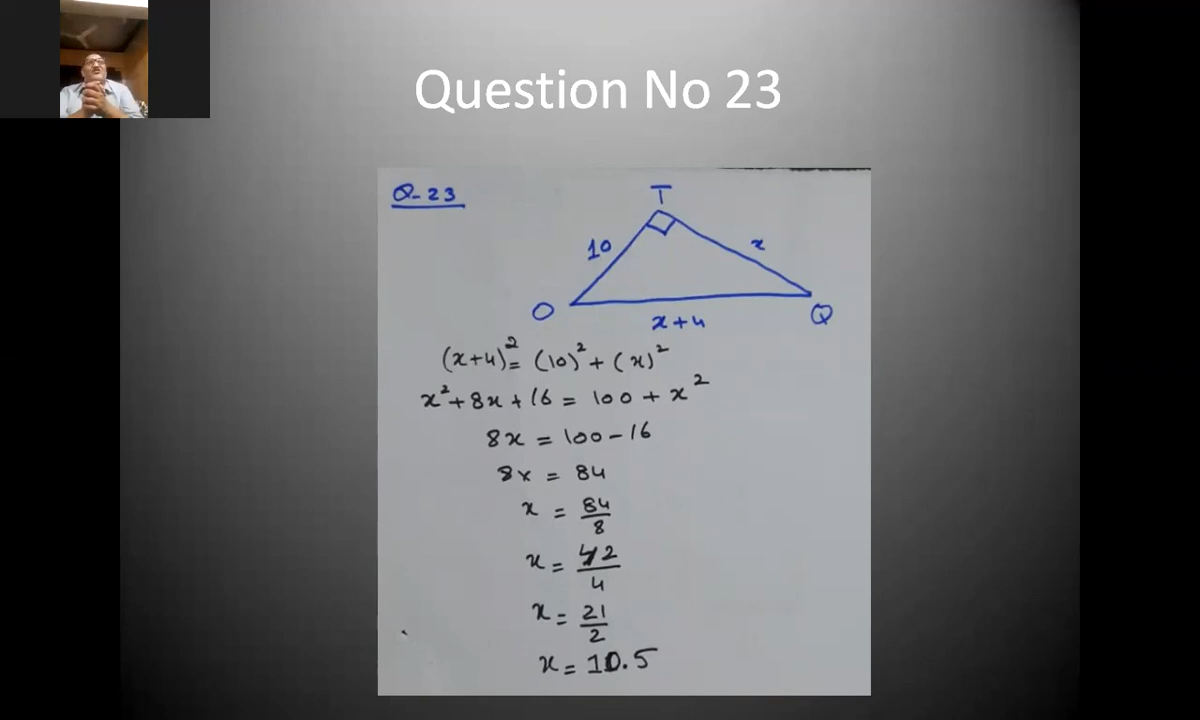 Question No 23
Q-23
T
10
x
O
x+4
Q
(x+4)² = (10)² + (x)²
x² + 8x + 16 = 100 + x²
8x = 100 - 16
8x = 84
x = 84/8
x = 42/4
x = 21/2
x = 10.5